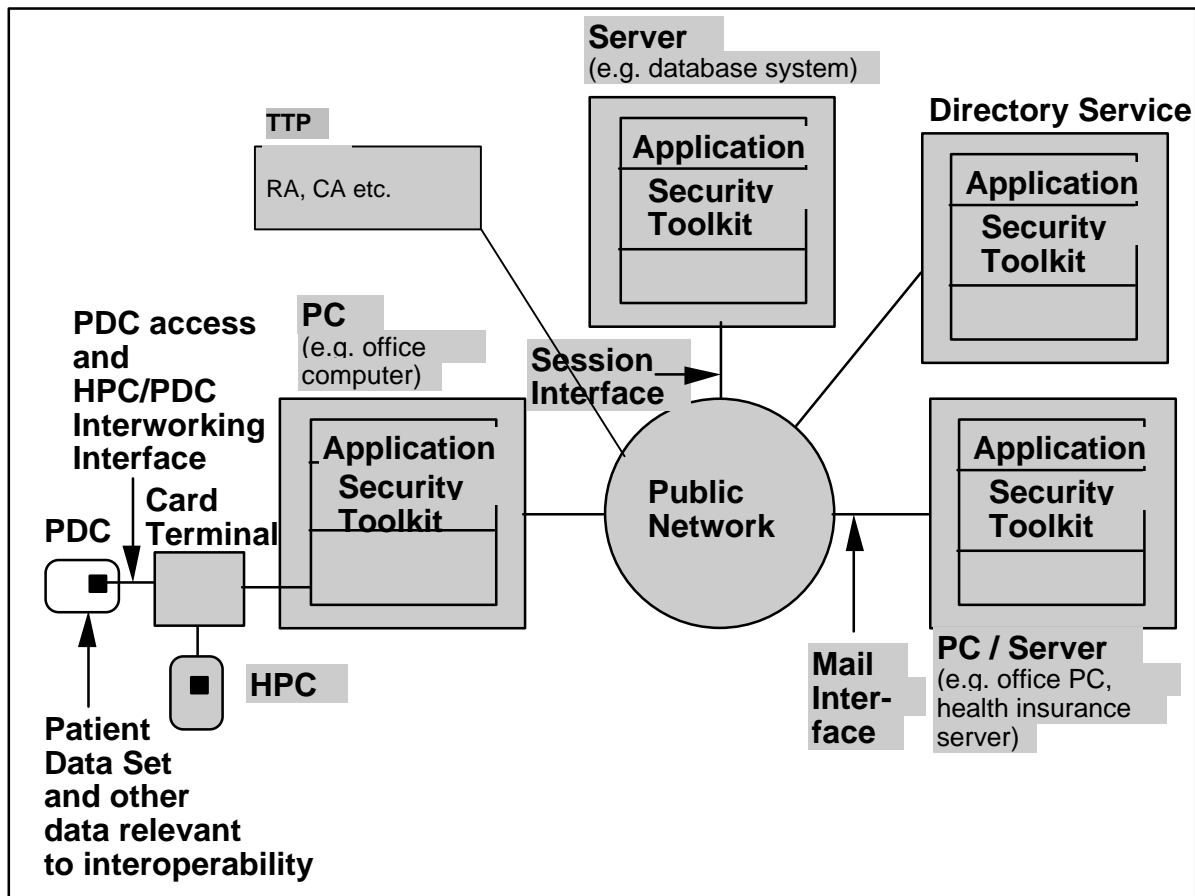 Server
(e.g. database system)
Application
Security
Toolkit
Directory Service
Application
Security
Toolkit
TTP
RA, CA etc.
PDC access
and
HPC/PDC
Interworking
Interface
PC
(e.g. office
computer)
Application
Security
Toolkit
Session
Interface
Public
Network
Application
Security
Toolkit
Card
Terminal
PDC
HPC
Patient
Data Set
and other
data relevant
to interoperability
Mail
Inter-
face
PC / Server
(e.g. office PC,
health insurance
server)